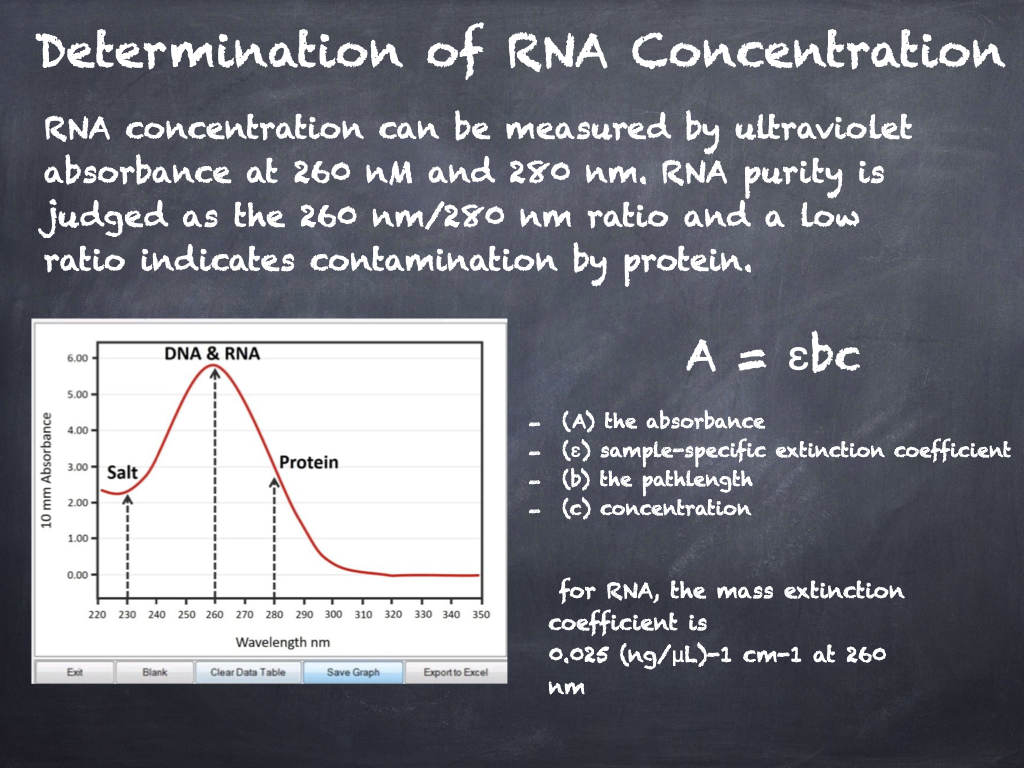 Determination of RNA Concentration
RNA concentration can be measured by ultraviolet
absorbance at 260 nM and 280 nm. RNA purity is
judged as the 260 nm/280 nm ratio and a low
ratio indicates contamination by protein.
DNA & RNA
6.00
5.00
4.00
3.00
2.00
1.00
0.00
10 mm Absorbance
Salt
Protein
220 230 240 250 260 270 280 290 300 310 320 330 340 350
Wavelength nm
Exit Blank Clear Data Table Save Graph Export to Excel
A = εbc
- (A) the absorbance
- (ε) sample-specific extinction coefficient
- (b) the pathlength
- (c) concentration
for RNA, the mass extinction
coefficient is
0.025 (ng/μL)-1 cm-1 at 260
nm